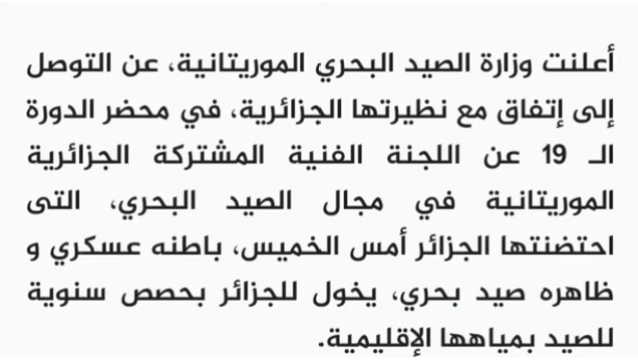 أعلنت وزارة الصيد البحري الموريتانية، عن التوصل
إلى إتفاق مع نظيرتها الجزائرية، في محضر الدورة
الـ 19 عن اللجنة الفنية المشتركة الجزائرية
الموريتانية في مجال الصيد البحري، التى
احتضنتها الجزائر أمس الخميس، باطنه عسكري و
ظاهره صيد بحري، يخول للجزائر بحصص سنوية
للصيد بمياهها الإقليمية.